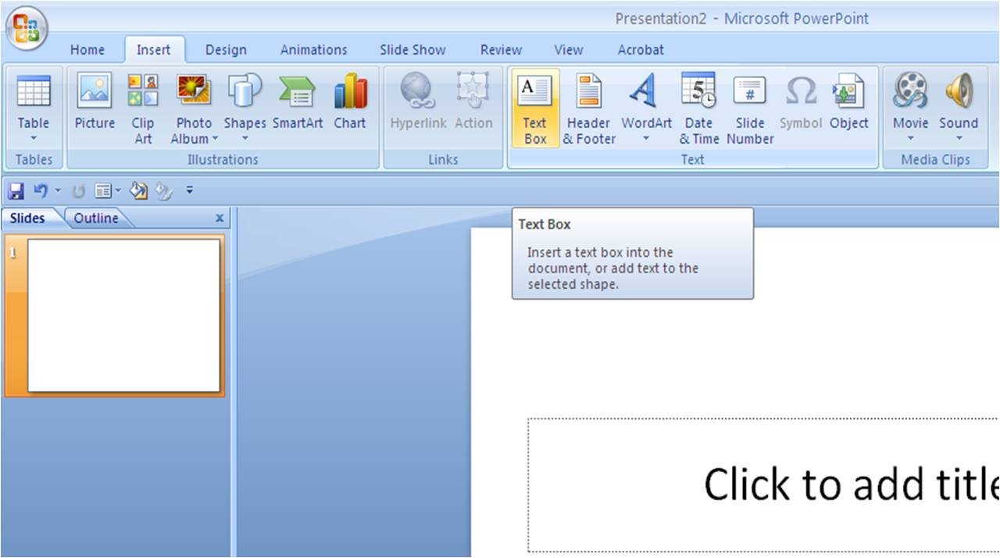 Presentation2 - Microsoft PowerPoint
Home Insert Design Animations Slide Show Review View Acrobat
Table Picture Clip Art Photo Album Shapes SmartArt Chart Hyperlink Action Text Box Header & Footer WordArt Date & Time Slide Number Symbol Object Movie Sound
Tables Illustrations Links Text Media Clips
Slides Outline x
Text Box
Insert a text box into the
document, or add text to the
selected shape.
1
Click to add title